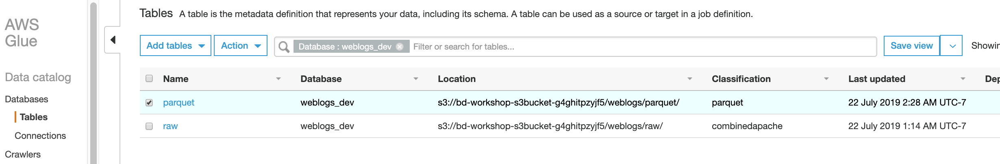 AWS
Glue
Data catalog
Databases
Tables
Connections
Crawlers
Tables A table is the metadata definition that represents your data, including its schema. A table can be used as a source or target in a job definition.
Add tables Action Database : weblogs_dev Filter or search for tables... Save view Showin
Name Database Location Classification Last updated Dep
parquet weblogs_dev s3://bd-workshop-s3bucket-g4ghitpzyjf5/weblogs/parquet/ parquet 22 July 2019 2:28 AM UTC-7
raw weblogs_dev s3://bd-workshop-s3bucket-g4ghitpzyjf5/weblogs/raw/ combinedapache 22 July 2019 1:14 AM UTC-7